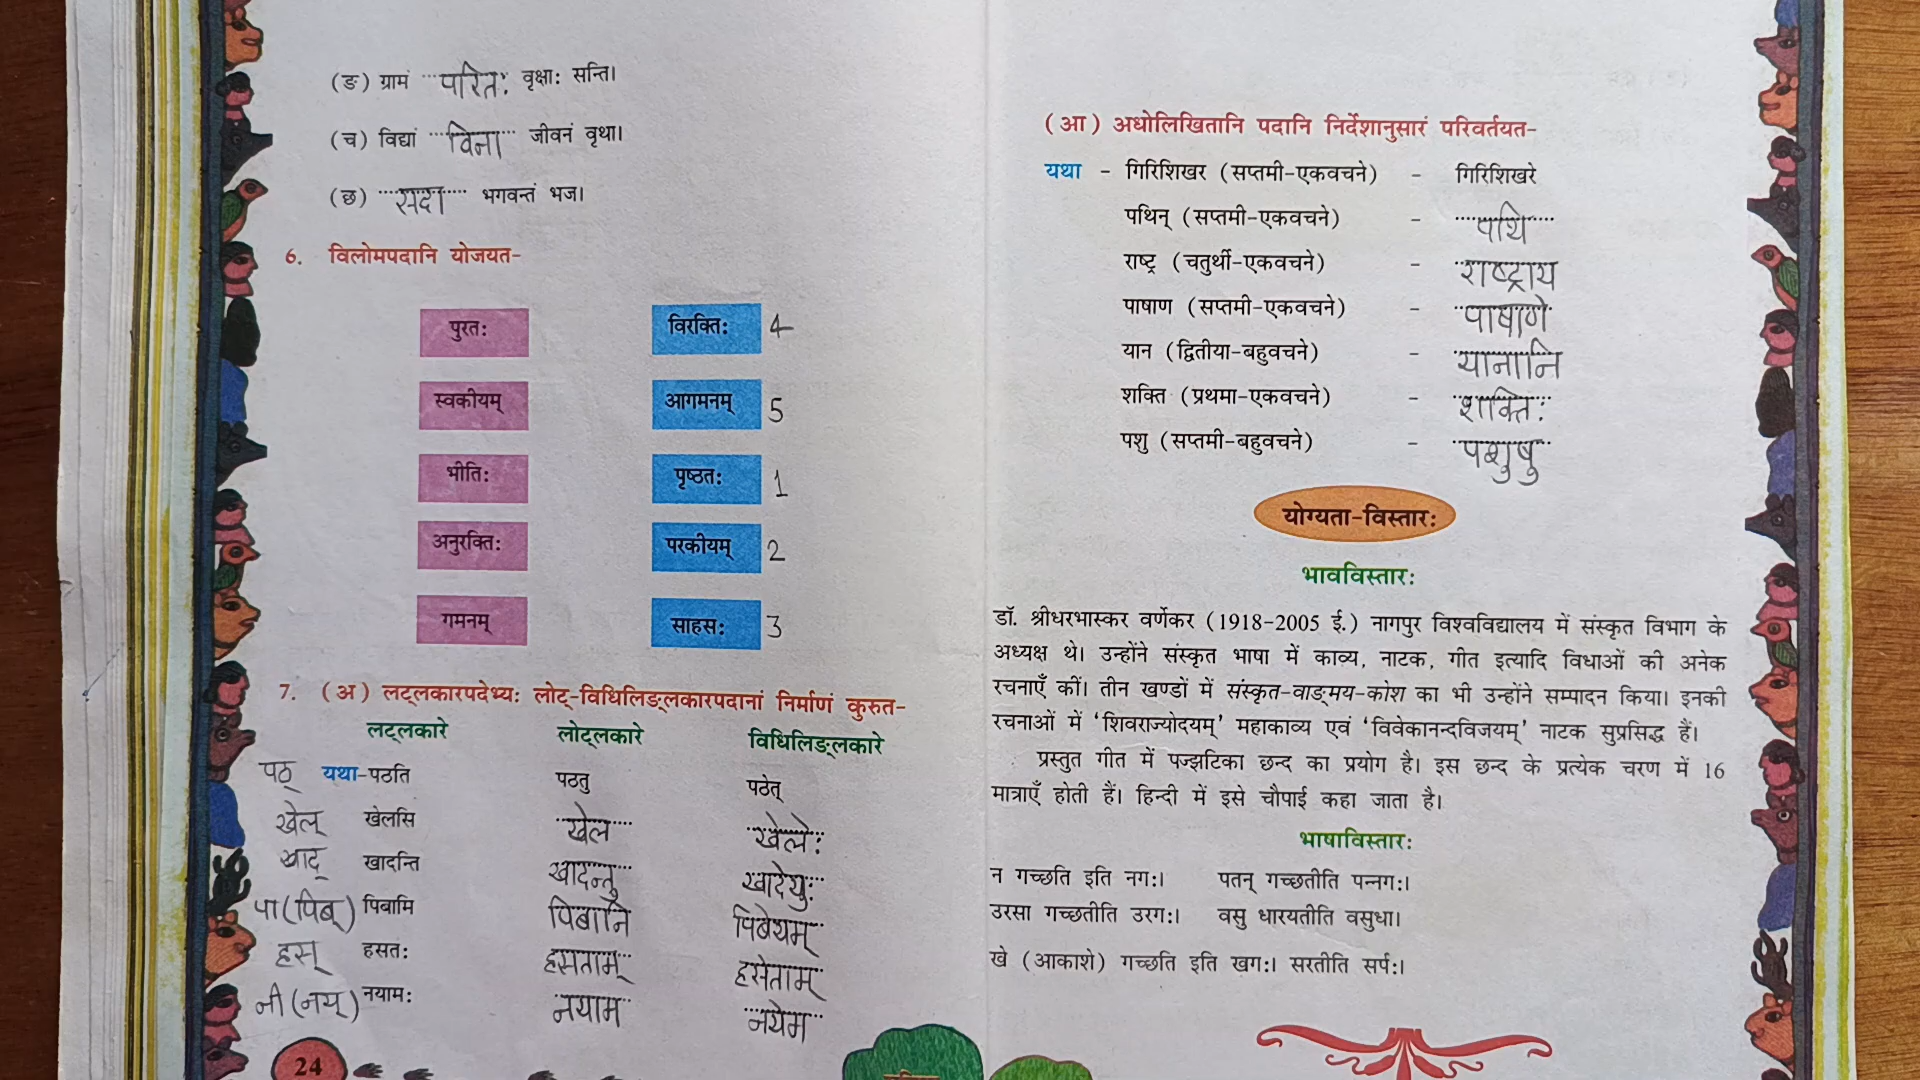 (ङ) ग्रामं परितः वृक्षाः सन्ति।
(च) विद्यां विना जीवनं वृथा।
(छ) सदा भगवन्तं भज।
6. विलोमपदानि योजयत-
पुरतः विरक्तिः 4
स्वकीयम् आगमनम् 5
भीतिः पृष्ठतः 1
अनुरक्तिः परकीयम् 2
गमनम् साहसः 3
7. (अ) लट्लकारपदेभ्यः लोट्-विधिलिङ्लकारपदानां निर्माणं कुरुत-
लट्लकारे लोट्लकारे विधिलिङ्लकारे
पठ् यथा-पठति पठतु पठेत्
खेल् खेलसि खेल खेलेः
खाद् खादन्ति खादन्तु खादेयुः
पा(पिब्) पिबामि पिबानि पिबेयम्
हस् हसतः हसताम् हसेताम्
नी(नय्) नयामः नयाम नयेम
24
(आ) अधोलिखितानि पदानि निर्देशानुसारं परिवर्तयत-
यथा - गिरिशिखर (सप्तमी-एकवचने) - गिरिशिखरे
पथिन् (सप्तमी-एकवचने) - पथि
राष्ट्र (चतुर्थी-एकवचने) - राष्ट्राय
पाषाण (सप्तमी-एकवचने) - पाषाणे
यान (द्वितीया-बहुवचने) - यानानि
शक्ति (प्रथमा-एकवचने) - शक्तिः
पशु (सप्तमी-बहुवचने) - पशुषु
योग्यता-विस्तारः
भावविस्तारः
डॉ. श्रीधरभास्कर वर्णेकर (1918-2005 ई.) नागपुर विश्वविद्यालय में संस्कृत विभाग के
अध्यक्ष थे। उन्होंने संस्कृत भाषा में काव्य, नाटक, गीत इत्यादि विधाओं की अनेक
रचनाएँ कीं। तीन खण्डों में संस्कृत-वाङ्मय-कोश का भी उन्होंने सम्पादन किया। इनकी
रचनाओं में ‘शिवराज्योदयम्’ महाकाव्य एवं ‘विवेकानन्दविजयम्’ नाटक सुप्रसिद्ध हैं।
प्रस्तुत गीत में पज्झटिका छन्द का प्रयोग है। इस छन्द के प्रत्येक चरण में 16
मात्राएँ होती हैं। हिन्दी में इसे चौपाई कहा जाता है।
भाषाविस्तारः
न गच्छति इति नगः। पतन् गच्छतीति पन्नगः।
उरसा गच्छतीति उरगः। वसु धारयतीति वसुधा।
खे (आकाशे) गच्छति इति खगः। सरतीति सर्पः।